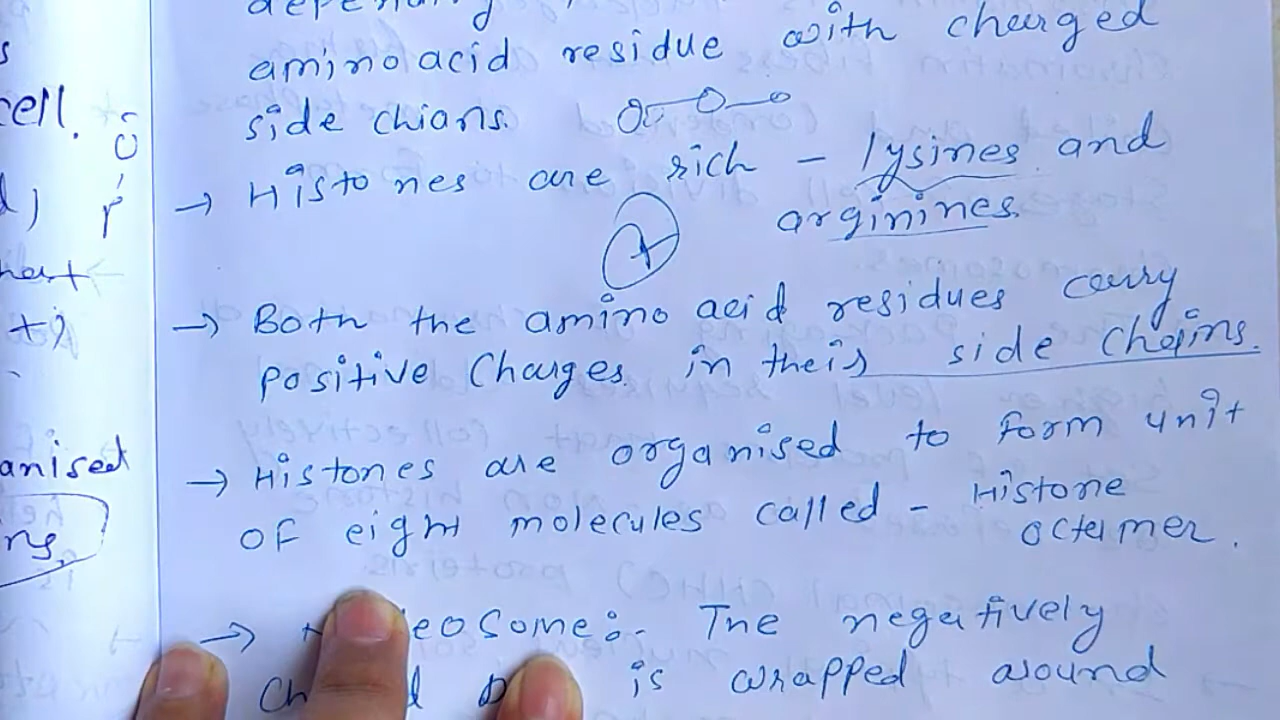 amino acid residue with charged
side chians.
→ Histones are rich - lysines and
arginines.
+
→ Both the amino acid residues carry
positive Charges in their side chains.
→ Histones are organised to form unit
OF eight molecules called - Histone
octamer.
→ The negatively
is wrapped around
cell.
anised